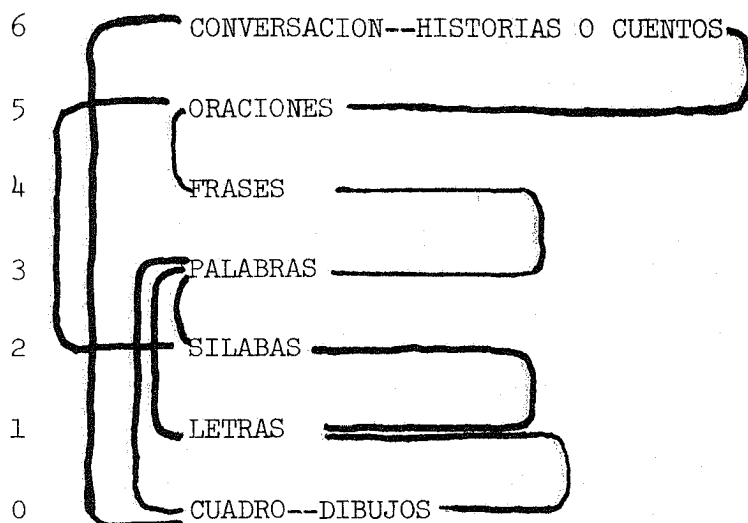 6 CONVERSACION--HISTORIAS O CUENTOS
5 ORACIONES
4 FRASES
3 PALABRAS
2 SILABAS
1 LETRAS
0 CUADRO--DIBUJOS